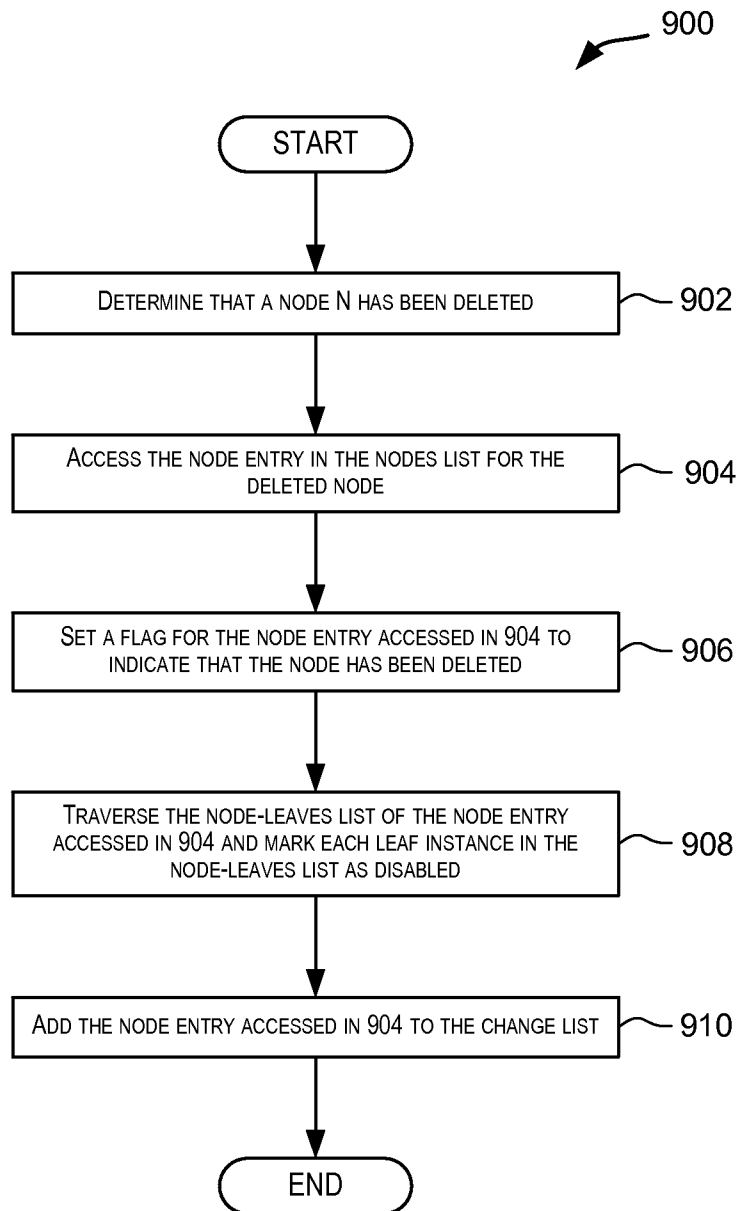 900
START
DETERMINE THAT A NODE N HAS BEEN DELETED
902
ACCESS THE NODE ENTRY IN THE NODES LIST FOR THE
DELETED NODE
904
SET A FLAG FOR THE NODE ENTRY ACCESSED IN 904 TO
INDICATE THAT THE NODE HAS BEEN DELETED
906
TRAVERSE THE NODE-LEAVES LIST OF THE NODE ENTRY
ACCESSED IN 904 AND MARK EACH LEAF INSTANCE IN THE
NODE-LEAVES LIST AS DISABLED
908
ADD THE NODE ENTRY ACCESSED IN 904 TO THE CHANGE LIST
910
END